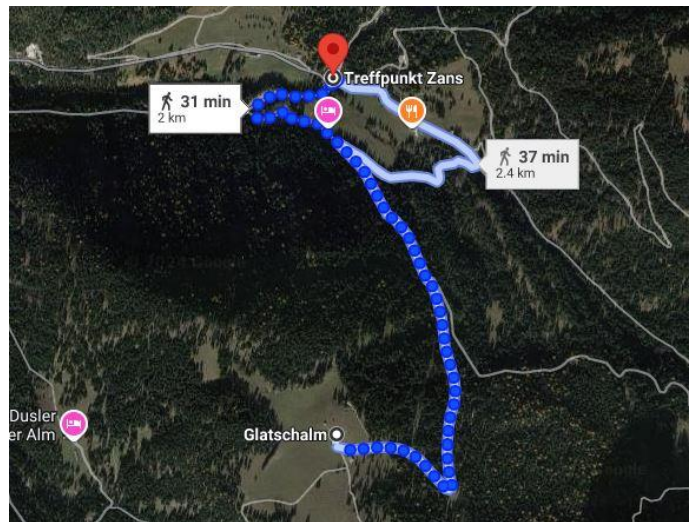 Treffpunkt Zans
31 min
2 km
37 min
2.4 km
Dusler
er Alm
Glatschalm